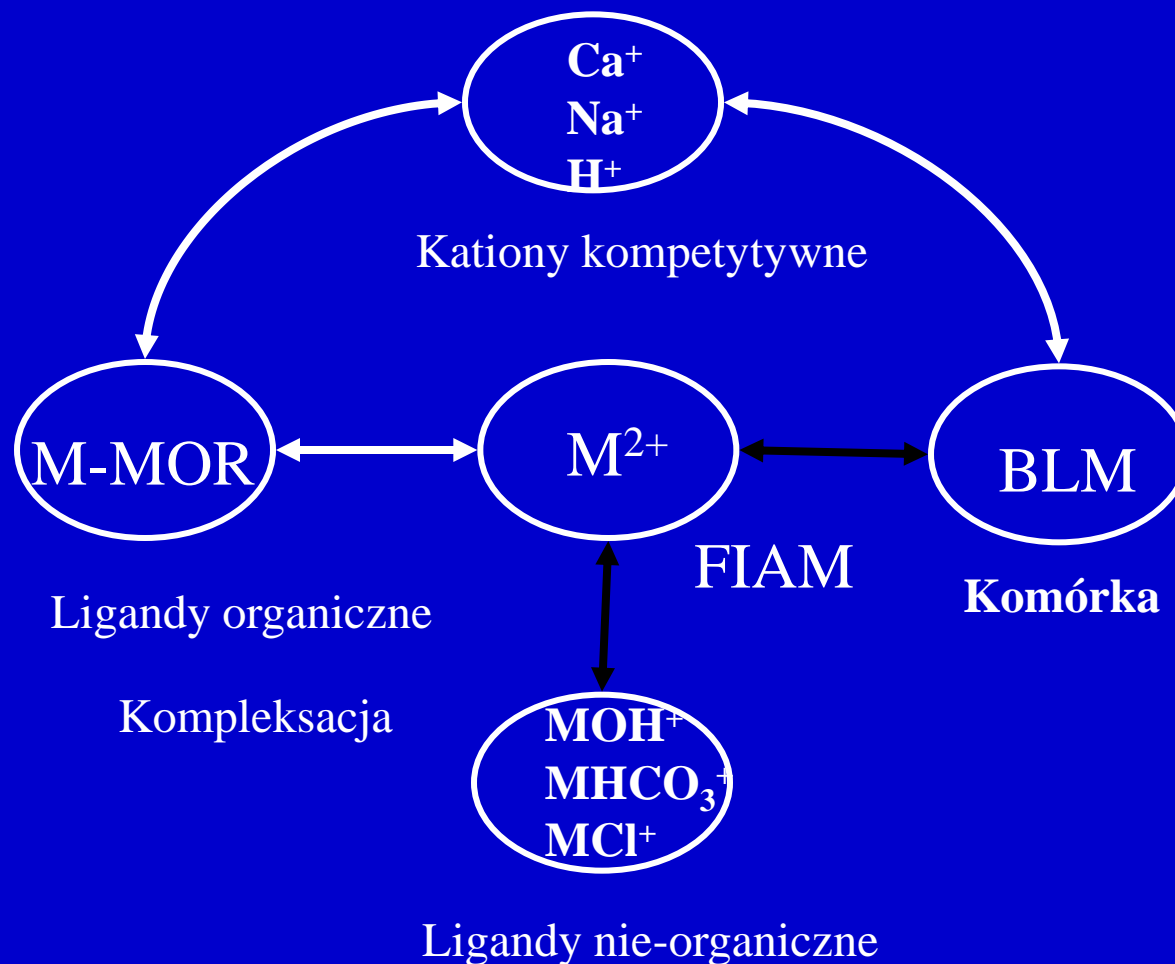 Ca⁺
Na⁺
H⁺
Kationy kompetytywne
M-MOR
M²⁺
BLM
FIAM
Komórka
Ligandy organiczne
Kompleksacja
MOH⁺
MHCO₃⁺
MCl⁺
Ligandy nie-organiczne